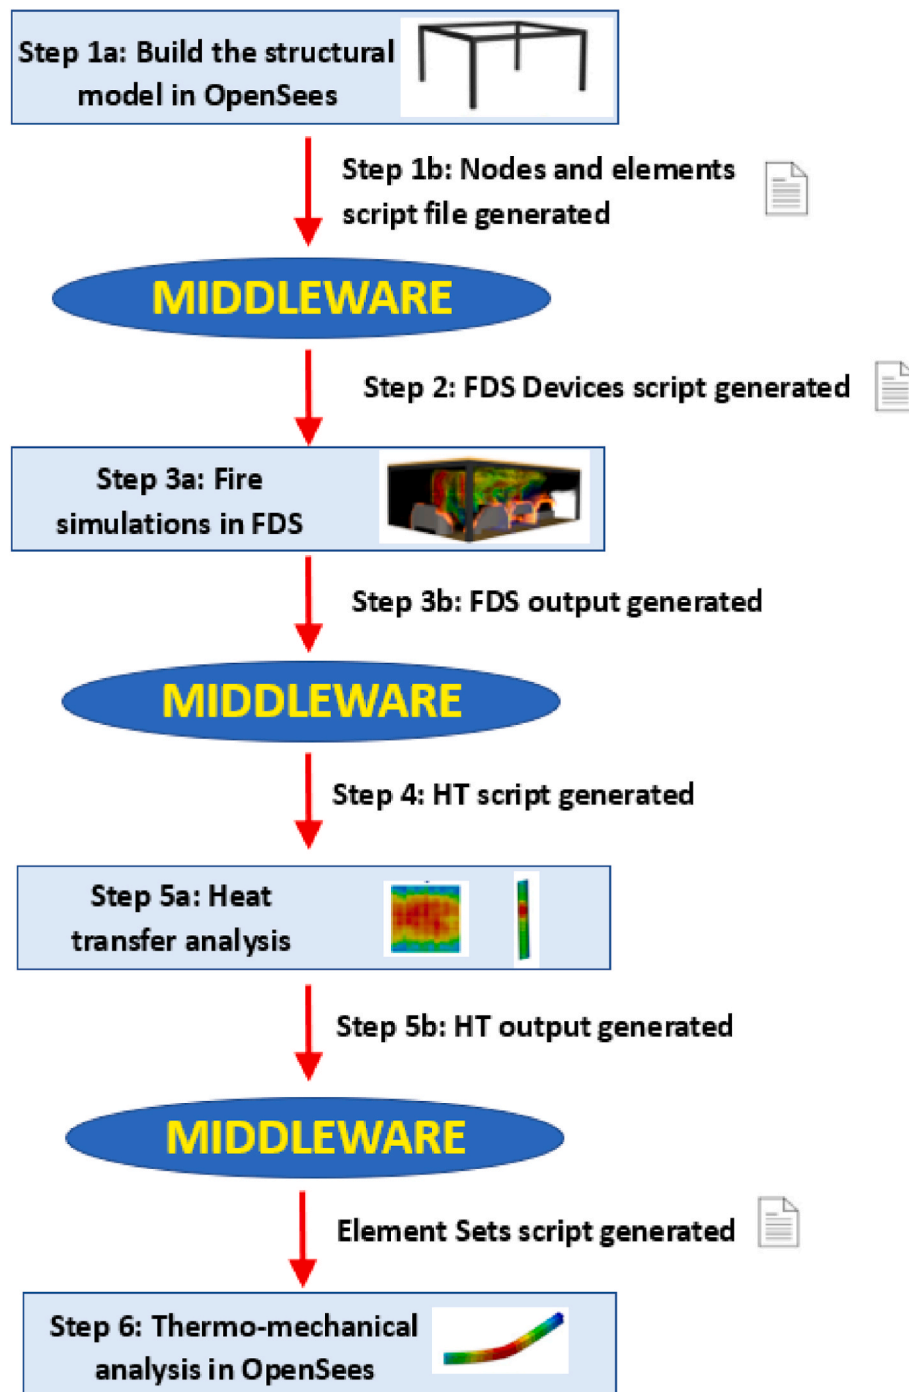 Step 1a: Build the structural
model in OpenSees
Step 1b: Nodes and elements
script file generated
MIDDLEWARE
Step 2: FDS Devices script generated
Step 3a: Fire
simulations in FDS
Step 3b: FDS output generated
MIDDLEWARE
Step 4: HT script generated
Step 5a: Heat
transfer analysis
Step 5b: HT output generated
MIDDLEWARE
Element Sets script generated
Step 6: Thermo-mechanical
analysis in OpenSees